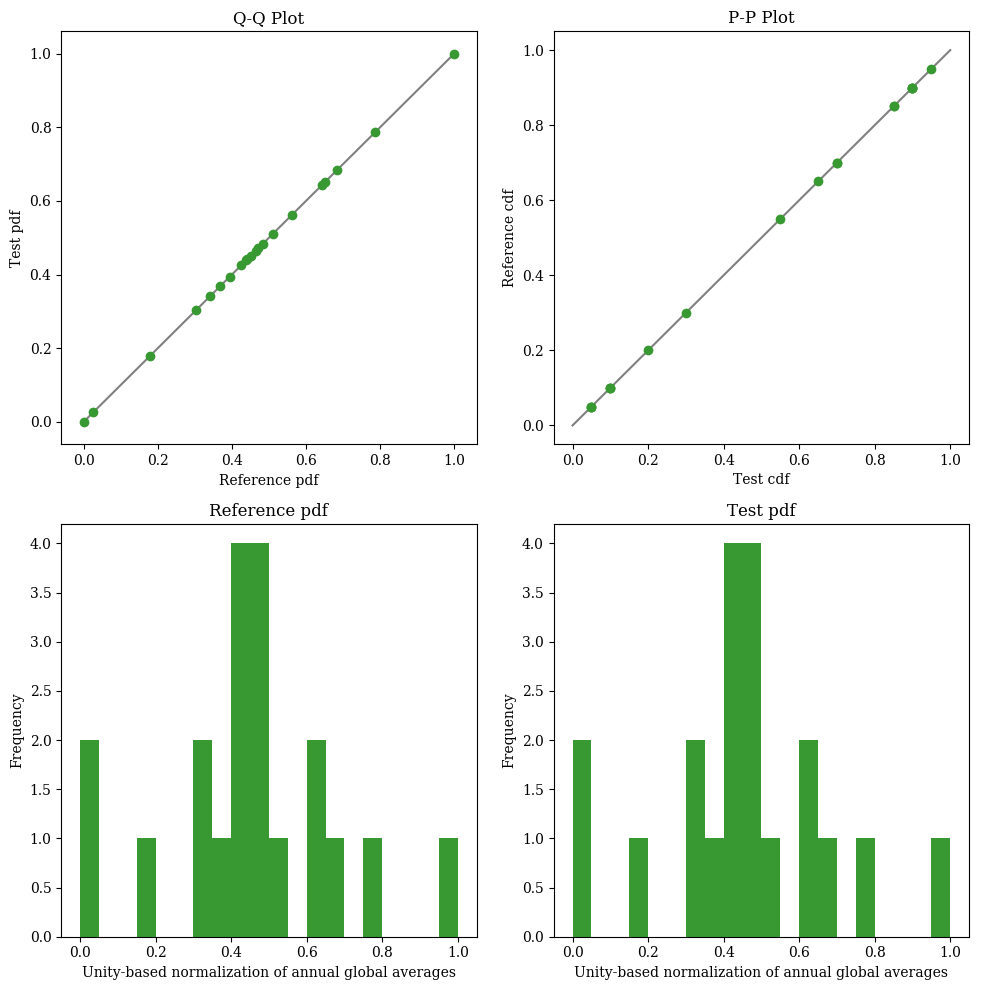 Q-Q Plot
1.0
0.8
0.6
0.4
0.2
0.0
Test pdf
0.0 0.2 0.4 0.6 0.8 1.0
Reference pdf
P-P Plot
1.0
0.8
0.6
0.4
0.2
0.0
Reference cdf
0.0 0.2 0.4 0.6 0.8 1.0
Test cdf
Reference pdf
4.0
3.5
3.0
2.5
2.0
1.5
1.0
0.5
0.0
Frequency
0.0 0.2 0.4 0.6 0.8 1.0
Unity-based normalization of annual global averages
Test pdf
4.0
3.5
3.0
2.5
2.0
1.5
1.0
0.5
0.0
Frequency
0.0 0.2 0.4 0.6 0.8 1.0
Unity-based normalization of annual global averages